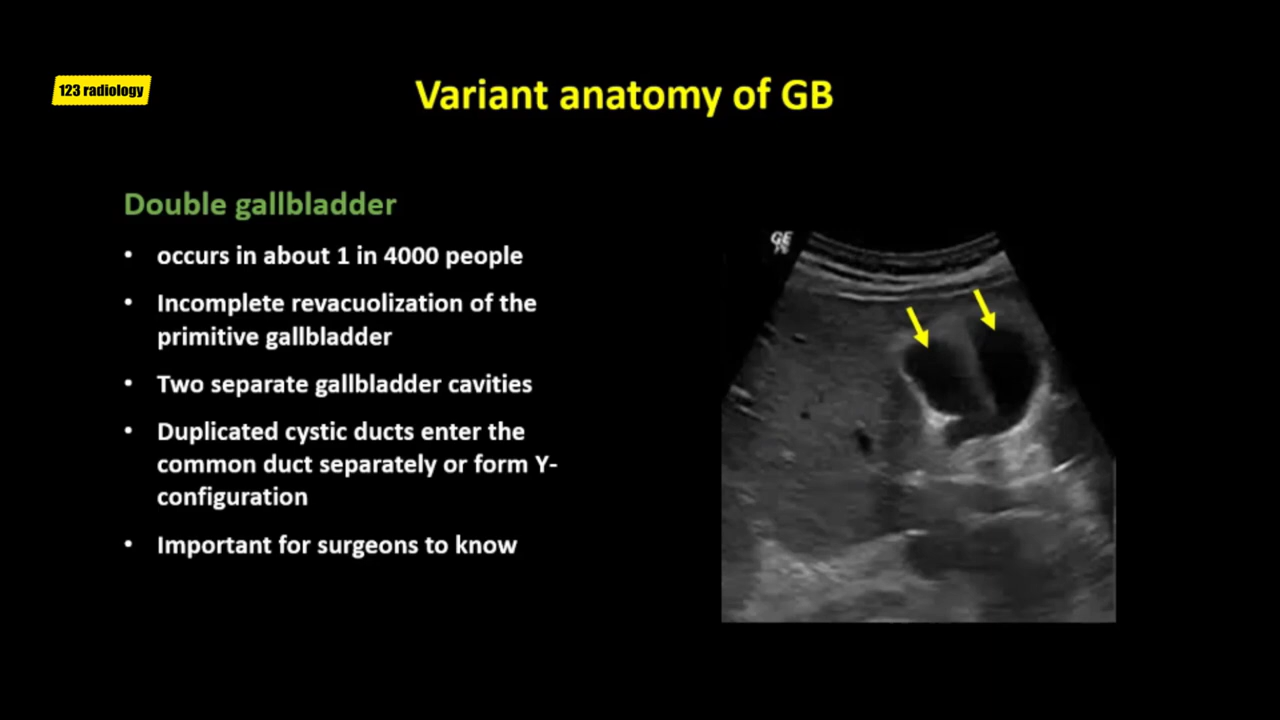 123 radiology
Variant anatomy of GB
Double gallbladder
• occurs in about 1 in 4000 people
• Incomplete revacuolization of the
primitive gallbladder
• Two separate gallbladder cavities
• Duplicated cystic ducts enter the
common duct separately or form Y-
configuration
• Important for surgeons to know
GE